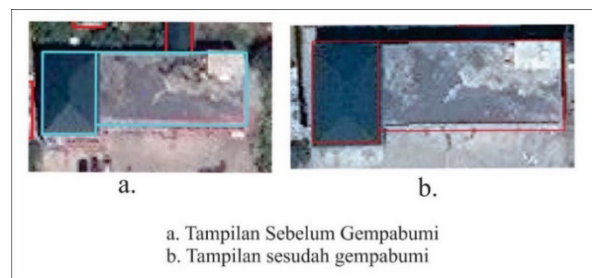 a.
b.
a. Tampilan Sebelum Gempabumi
b. Tampilan sesudah gempabumi